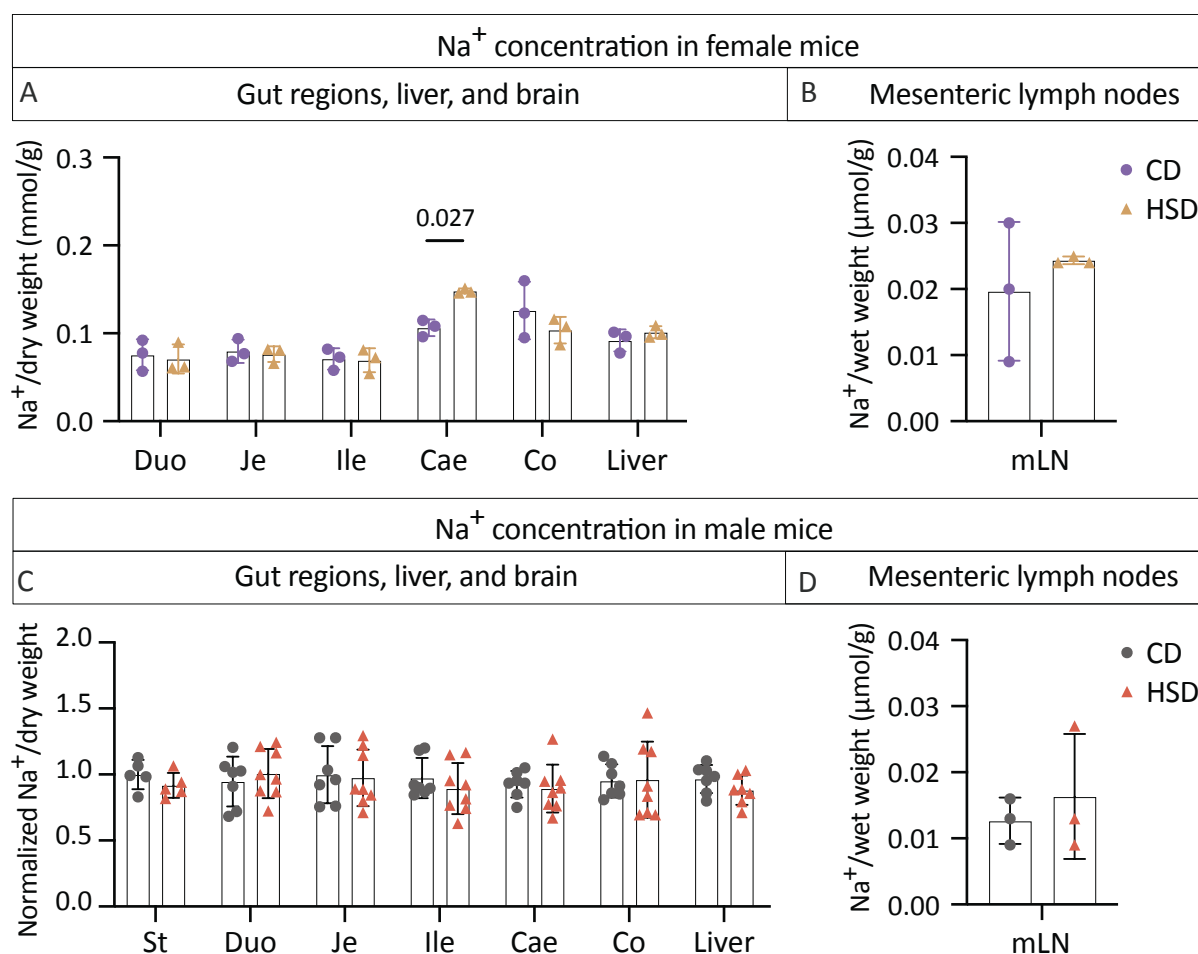 Na⁺ concentration in female mice
A Gut regions, liver, and brain
B Mesenteric lymph nodes
Na⁺/dry weight (mmol/g)
0.3
0.2
0.1
0.0
0.027
Duo Je Ile Cae Co Liver
Na⁺/wet weight (μmol/g)
0.04
0.03
0.02
0.01
0.00
mLN
CD
HSD
Na⁺ concentration in male mice
C Gut regions, liver, and brain
D Mesenteric lymph nodes
Normalized Na⁺/dry weight
2.0
1.5
1.0
0.5
0.0
St Duo Je Ile Cae Co Liver
Na⁺/wet weight (μmol/g)
0.04
0.03
0.02
0.01
0.00
mLN
CD
HSD